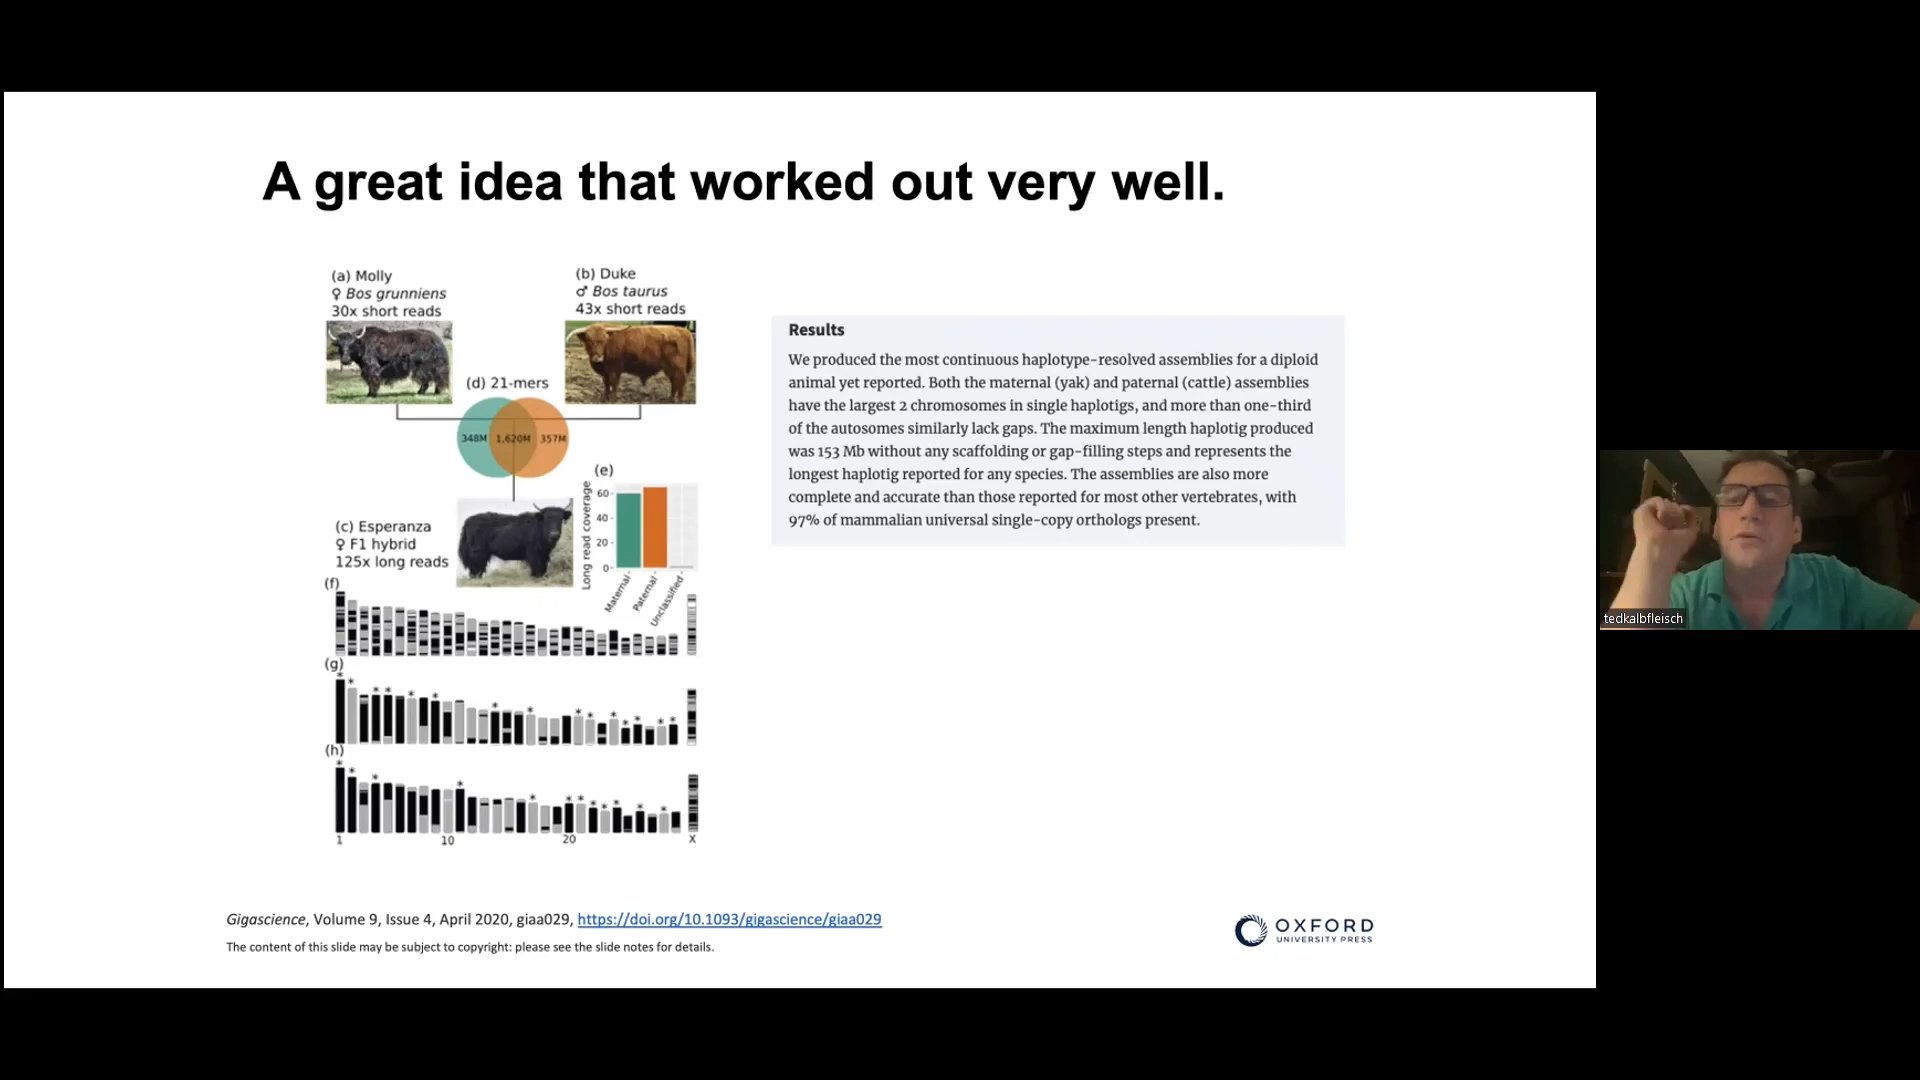 A great idea that worked out very well.
(a) Molly
♀ Bos grunniens
30x short reads
(b) Duke
♂ Bos taurus
43x short reads
(d) 21-mers
348M 1,620M 357M
(c) Esperanza
♀ F1 hybrid
125x long reads
(e)
Long read coverage
60
40
20
0
Maternal
Paternal
Unclassified
(f)
(g)
* * * * * * * * * * * * * * * *
(h)
* * * * * * * * * * * * *
1 10 20 X
Results
We produced the most continuous haplotype-resolved assemblies for a diploid
animal yet reported. Both the maternal (yak) and paternal (cattle) assemblies
have the largest 2 chromosomes in single haplotigs, and more than one-third
of the autosomes similarly lack gaps. The maximum length haplotig produced
was 153 Mb without any scaffolding or gap-filling steps and represents the
longest haplotig reported for any species. The assemblies are also more
complete and accurate than those reported for most other vertebrates, with
97% of mammalian universal single-copy orthologs present.
tedkalbfleisch
Gigascience, Volume 9, Issue 4, April 2020, giaa029, https://doi.org/10.1093/gigascience/giaa029
The content of this slide may be subject to copyright: please see the slide notes for details.
OXFORD
UNIVERSITY PRESS